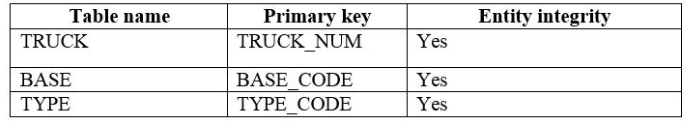 Table name Primary key Entity integrity
TRUCK TRUCK_NUM Yes
BASE BASE_CODE Yes
TYPE TYPE_CODE Yes